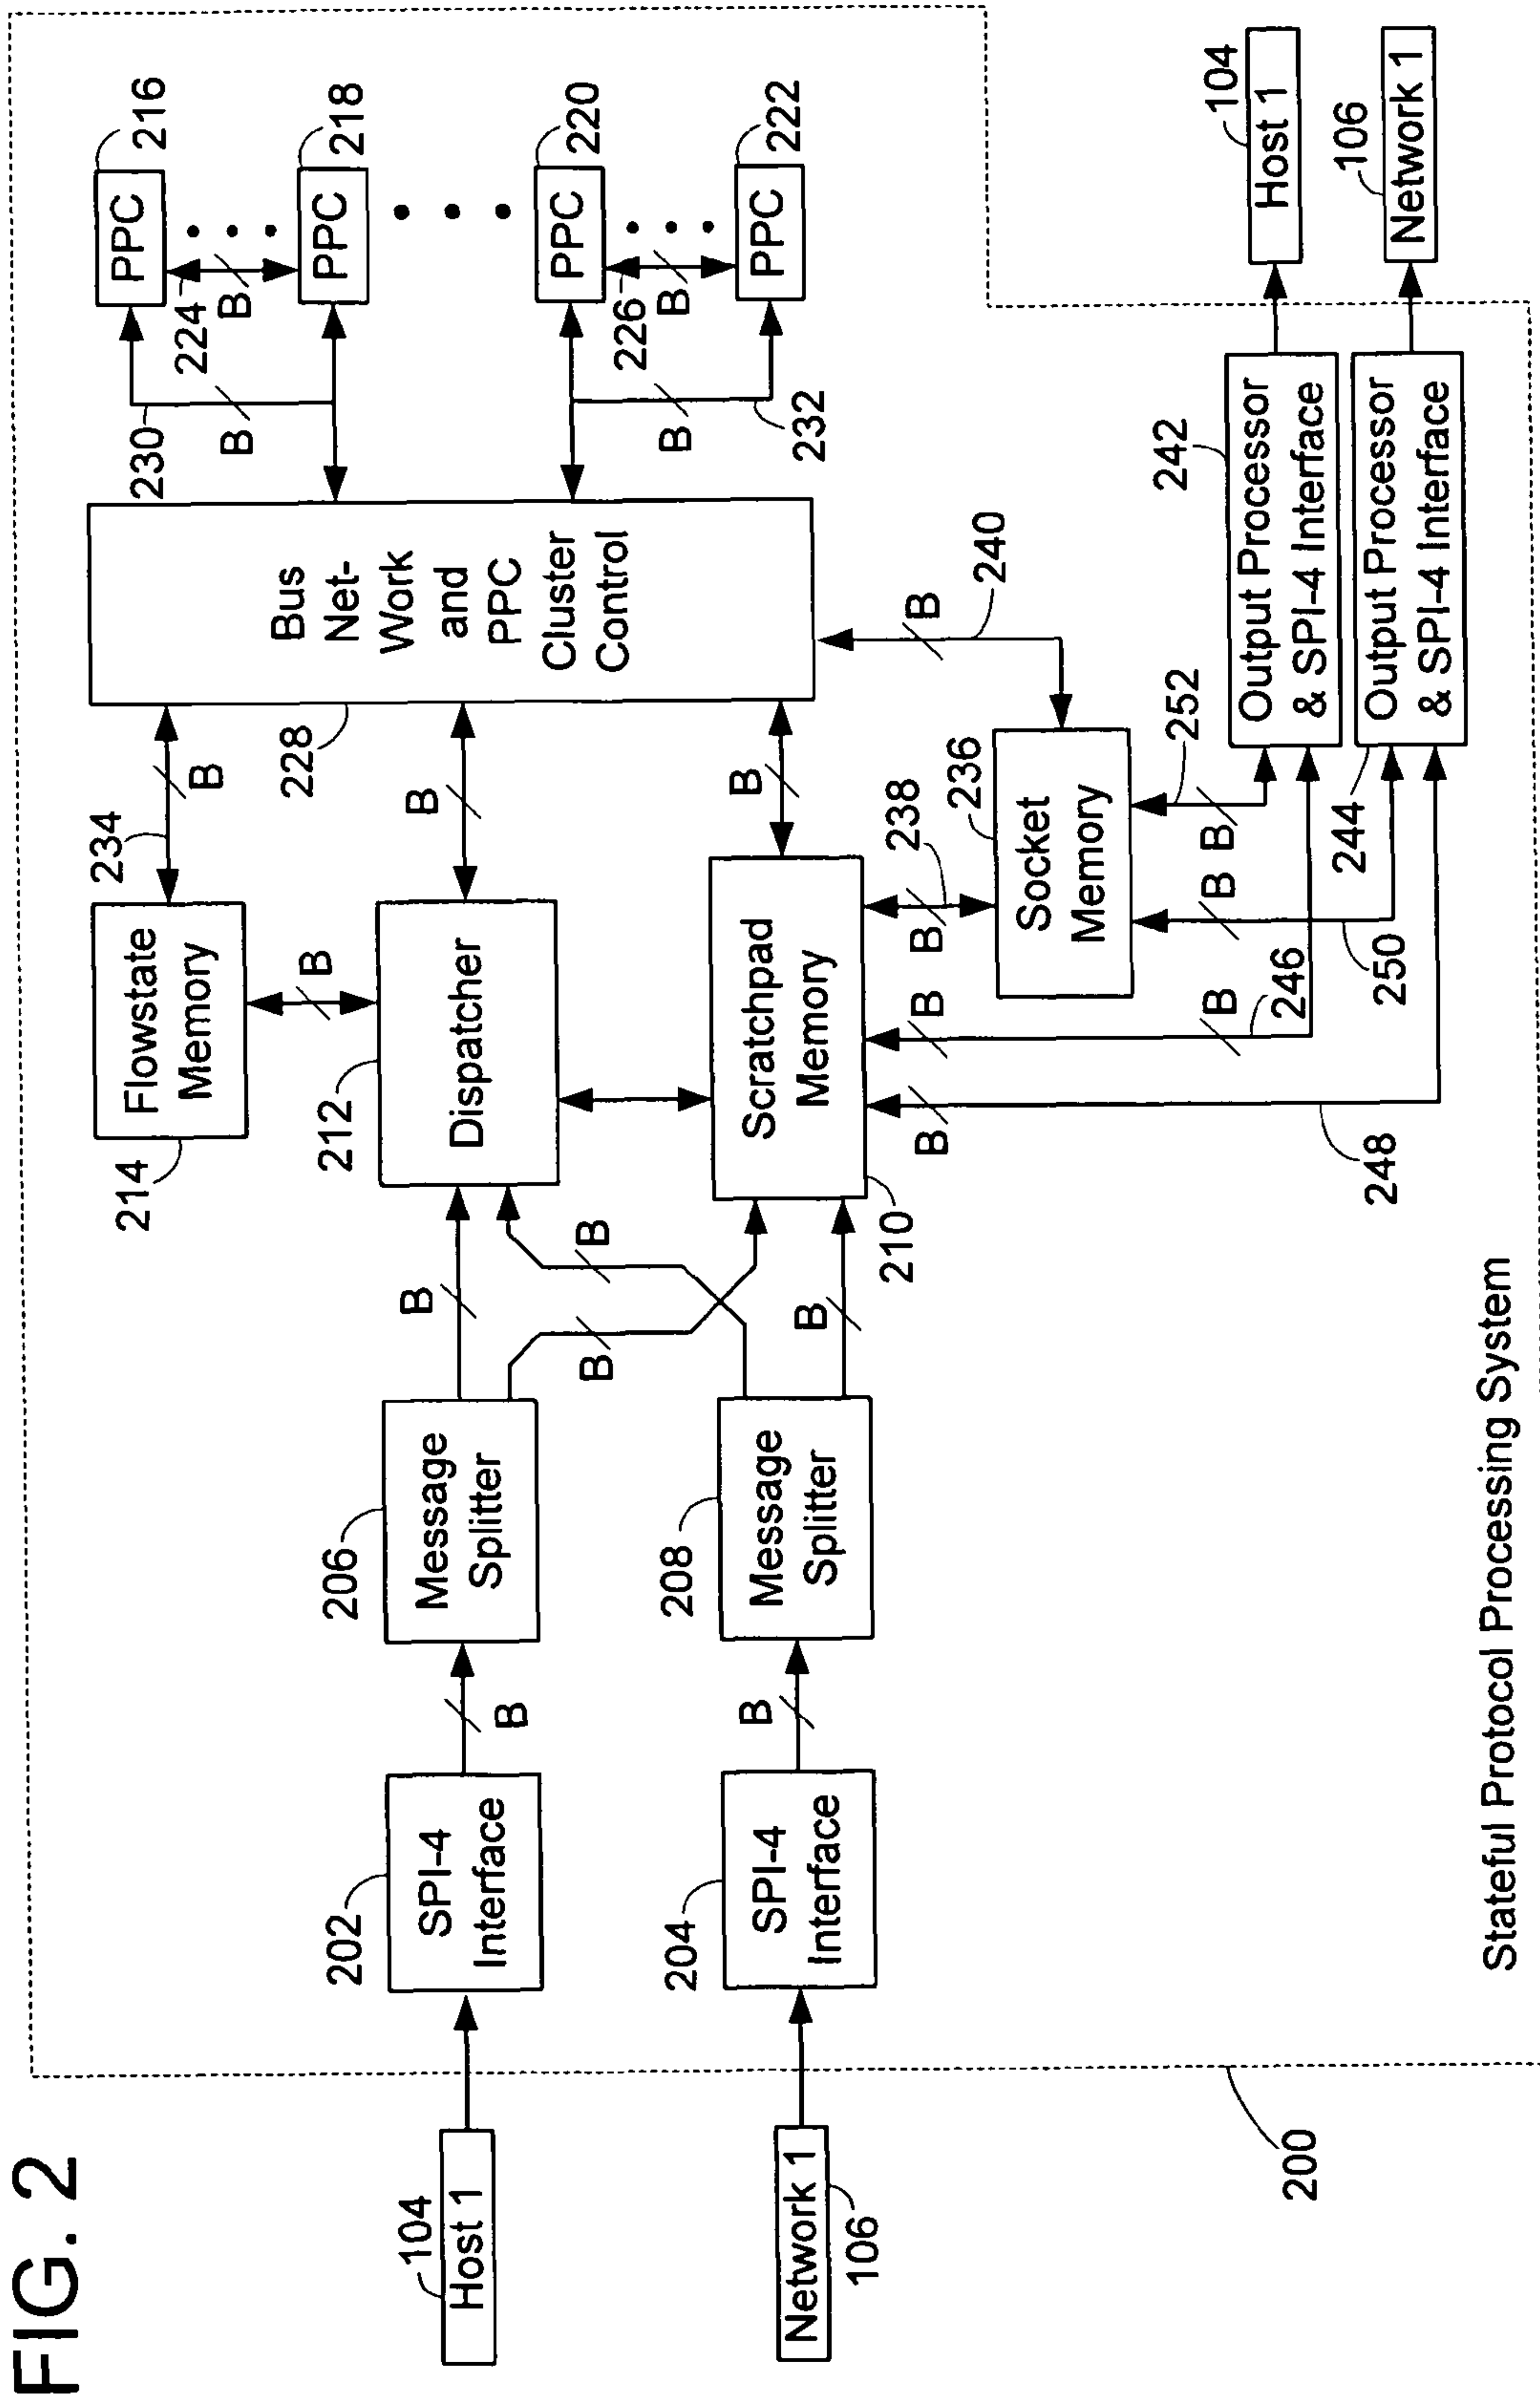 FIG. 2
104
Host 1
Network 1
106
200
202
SPI-4
Interface
204
SPI-4
Interface
B
B
206
Message
Splitter
208
Message
Splitter
B
B
B
B
214
Flowstate
Memory
212
Dispatcher
210
Scratchpad
Memory
B
234
B
B
B
228
Bus
Net-
Work
and
PPC
Cluster
Control
230
B
224
B
PPC
216
PPC
218
B
232
226
B
PPC
220
PPC
222
238
B
236
Socket
Memory
B
240
B
B
246
B
248
B
250
B
252
242
Output Processor
& SPI-4 Interface
244
Output Processor
& SPI-4 Interface
104
Host 1
106
Network 1
Stateful Protocol Processing System